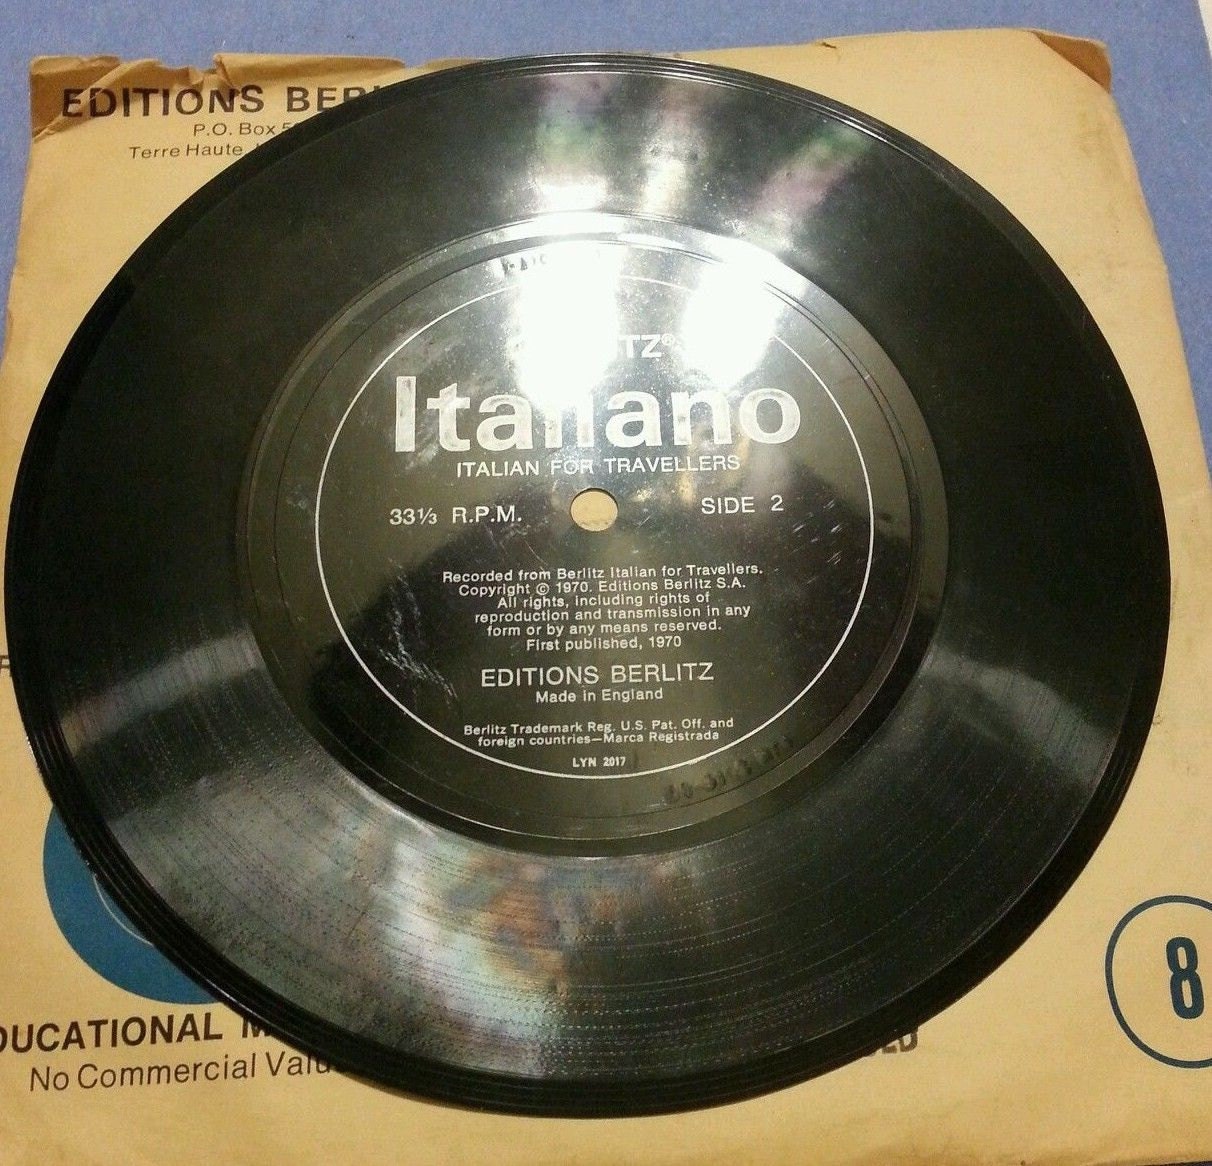 EDITIONS
P.O. Box
Terre Haute,
Italiano
ITALIAN FOR TRAVELLERS
33⅓ R.P.M.
SIDE 2
Recorded from Berlitz Italian for Travellers.
Copyright © 1970. Editions Berlitz S.A.
All rights, including rights of
reproduction and transmission in any
form or by any means reserved.
First published, 1970
EDITIONS BERLITZ
Made in England
Berlitz Trademark Reg. U.S. Pat. Off. and
foreign countries—Marca Registrada
LYN 2017
No Commercial
8